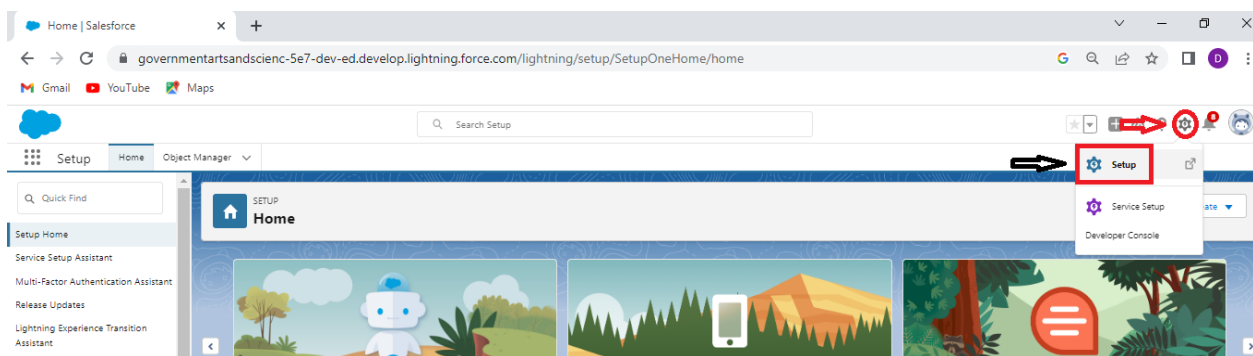 Home | Salesforce
governmentartsandscienc-5e7-dev-ed.develop.lightning.force.com/lightning/setup/SetupOneHome/home
G
D
Gmail YouTube Maps
Search Setup
8
Setup Home Object Manager
Setup
Quick Find
SETUP
Home
Service Setup
ate
Setup Home
Developer Console
Service Setup Assistant
Multi-Factor Authentication Assistant
Release Updates
Lightning Experience Transition
Assistant